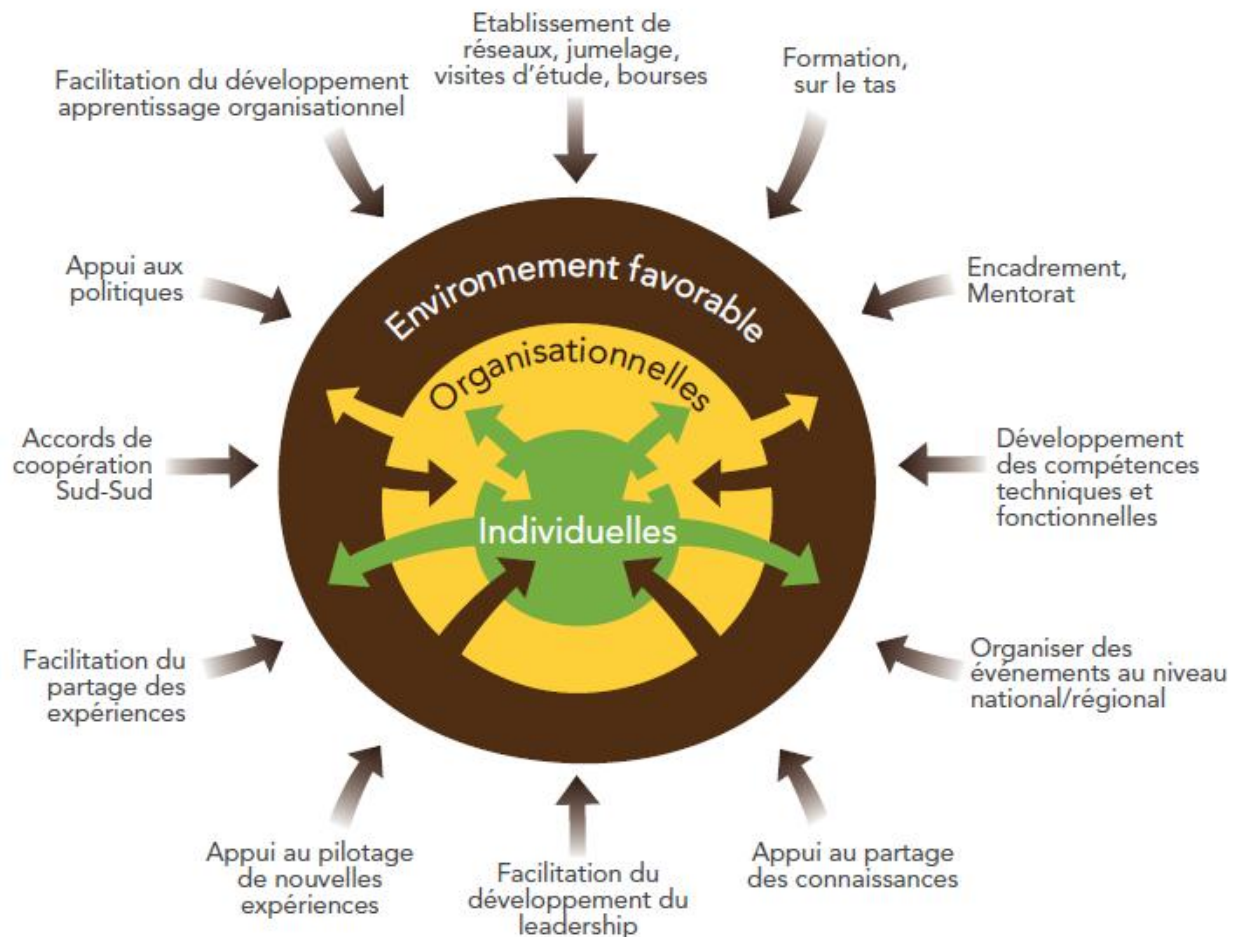 Etablissement de
réseaux, jumelage,
visites d'étude, bourses
Formation,
sur le tas
Facilitation du développement
apprentissage organisationnel
Appui aux
politiques
Encadrement,
Mentorat
Environnement favorable
Organisationnelles
Individuelles
Accords de
coopération
Sud-Sud
Développement
des compétences
techniques et
fonctionnelles
Facilitation du
partage des
expériences
Organiser des
événements au niveau
national/régional
Appui au pilotage
de nouvelles
expériences
Facilitation du
développement du
leadership
Appui au partage
des connaissances